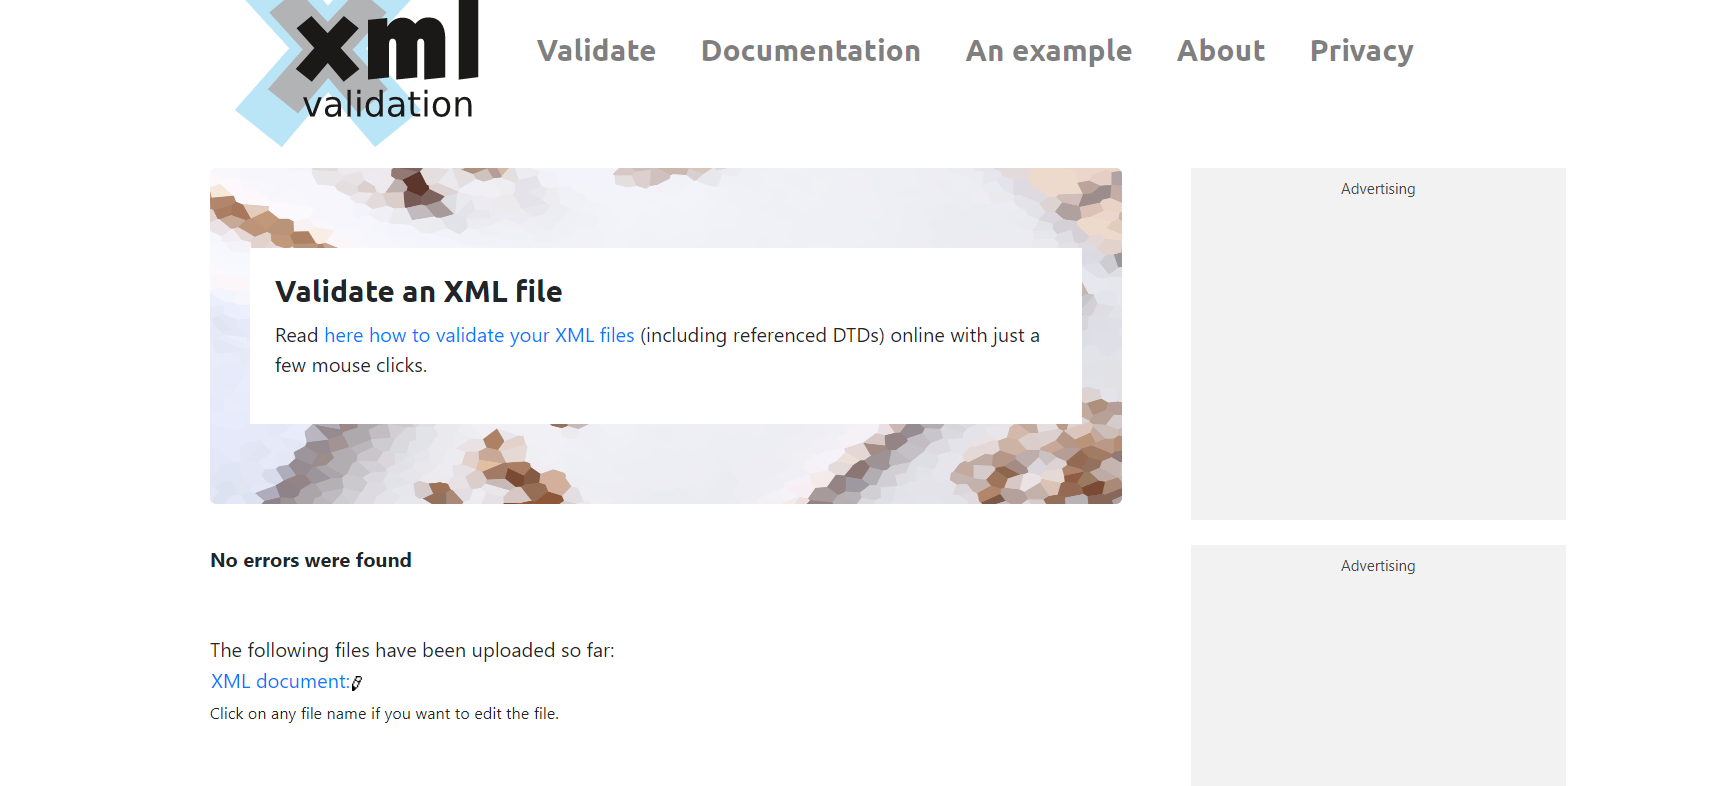 xml
validation
Validate Documentation An example About Privacy
Advertising
Validate an XML file
Read here how to validate your XML files (including referenced DTDs) online with just a
few mouse clicks.
No errors were found
Advertising
The following files have been uploaded so far:
XML document:
Click on any file name if you want to edit the file.